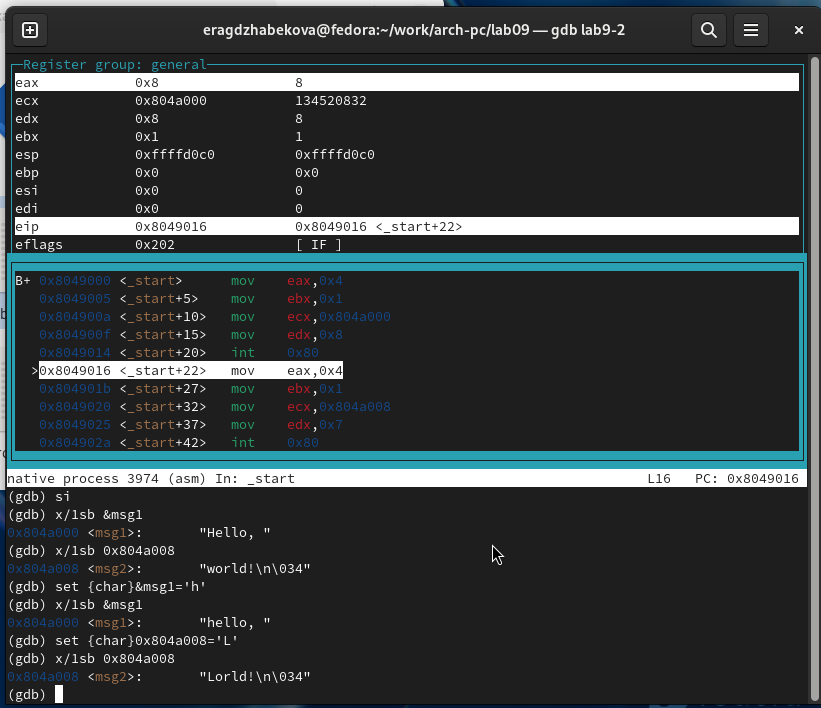 eragdzhabekova@fedora:~/work/arch-pc/lab09 — gdb lab9-2
Register group: general
eax 0x8 8
ecx 0x804a000 134520832
edx 0x8 8
ebx 0x1 1
esp 0xffffd0c0 0xffffd0c0
ebp 0x0 0x0
esi 0x0 0
edi 0x0 0
eip 0x8049016 0x8049016 <_start+22>
eflags 0x202 [ IF ]
B+ 0x8049000 <_start> mov eax,0x4
0x8049005 <_start+5> mov ebx,0x1
0x804900a <_start+10> mov ecx,0x804a000
0x804900f <_start+15> mov edx,0x8
0x8049014 <_start+20> int 0x80
>0x8049016 <_start+22> mov eax,0x4
0x804901b <_start+27> mov ebx,0x1
0x8049020 <_start+32> mov ecx,0x804a008
0x8049025 <_start+37> mov edx,0x7
0x804902a <_start+42> int 0x80
native process 3974 (asm) In: _start L16 PC: 0x8049016
(gdb) si
(gdb) x/1sb &msg1
0x804a000 <msg1>: "Hello, "
(gdb) x/1sb 0x804a008
0x804a008 <msg2>: "world!\n\034"
(gdb) set {char}&msg1='h'
(gdb) x/1sb &msg1
0x804a000 <msg1>: "hello, "
(gdb) set {char}0x804a008='L'
(gdb) x/1sb 0x804a008
0x804a008 <msg2>: "Lorld!\n\034"
(gdb)